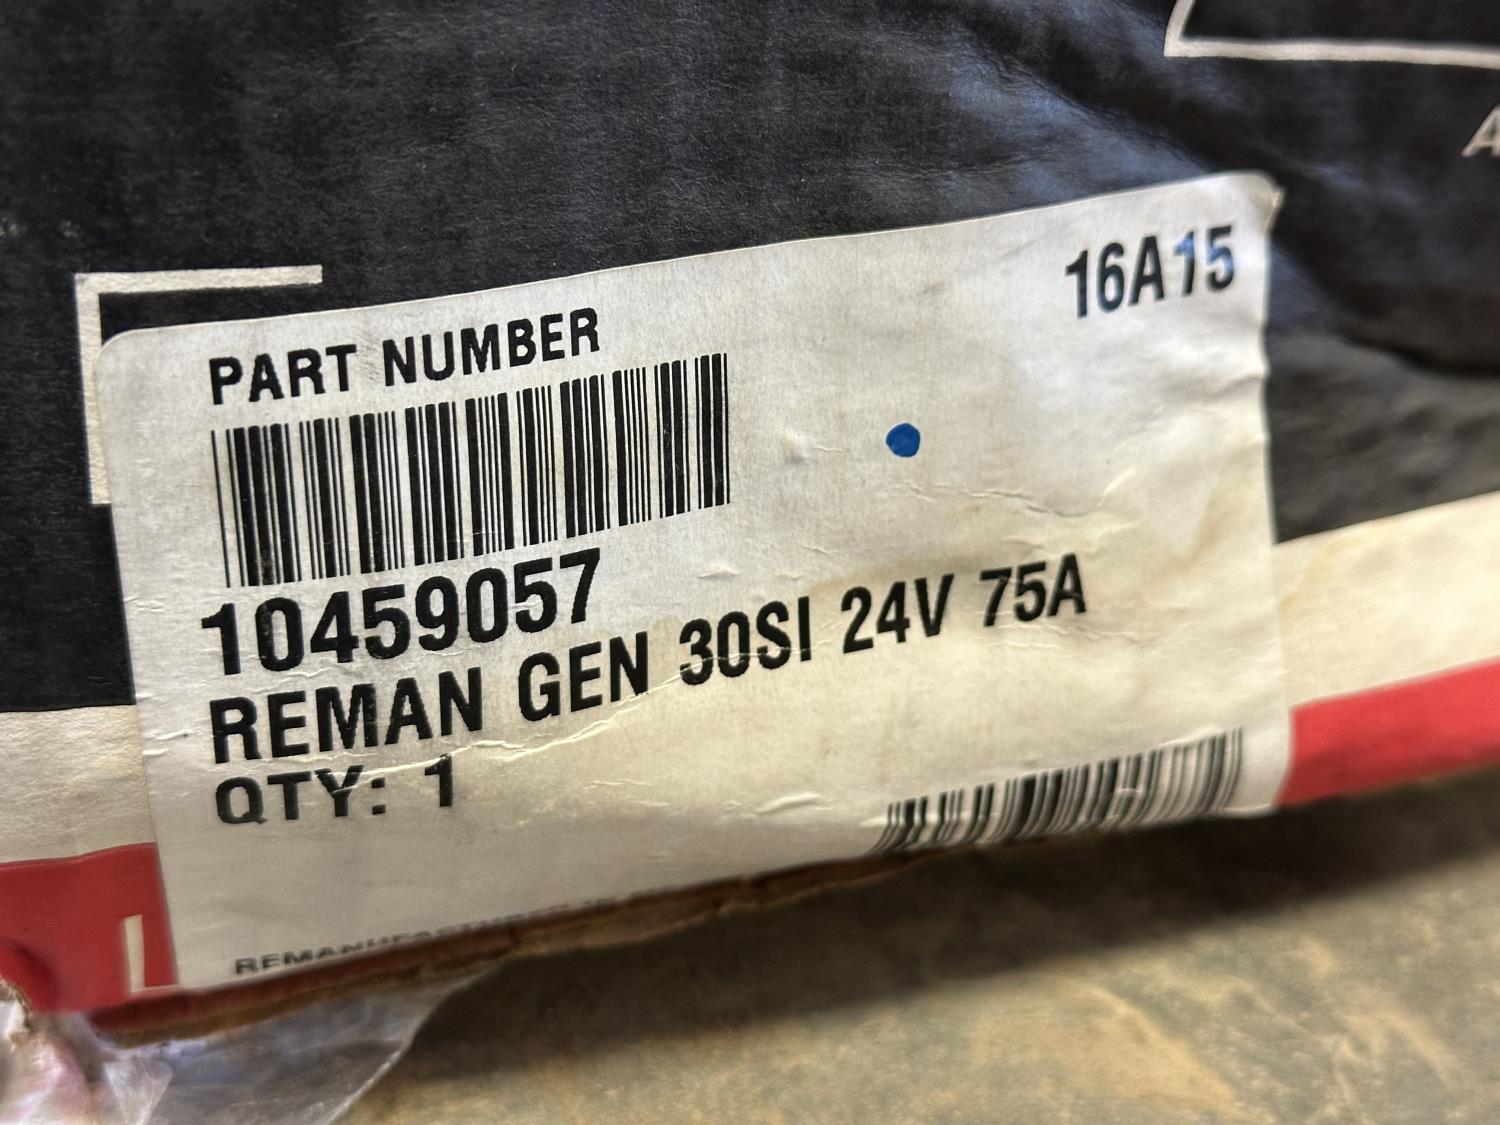 16A15
PART NUMBER
10459057
REMAN GEN 30SI 24V 75A
QTY: 1